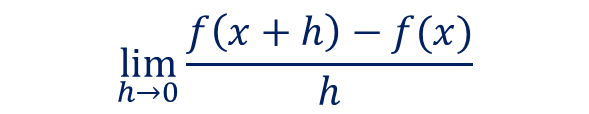 lim h→0 f(x + h) − f(x) / h